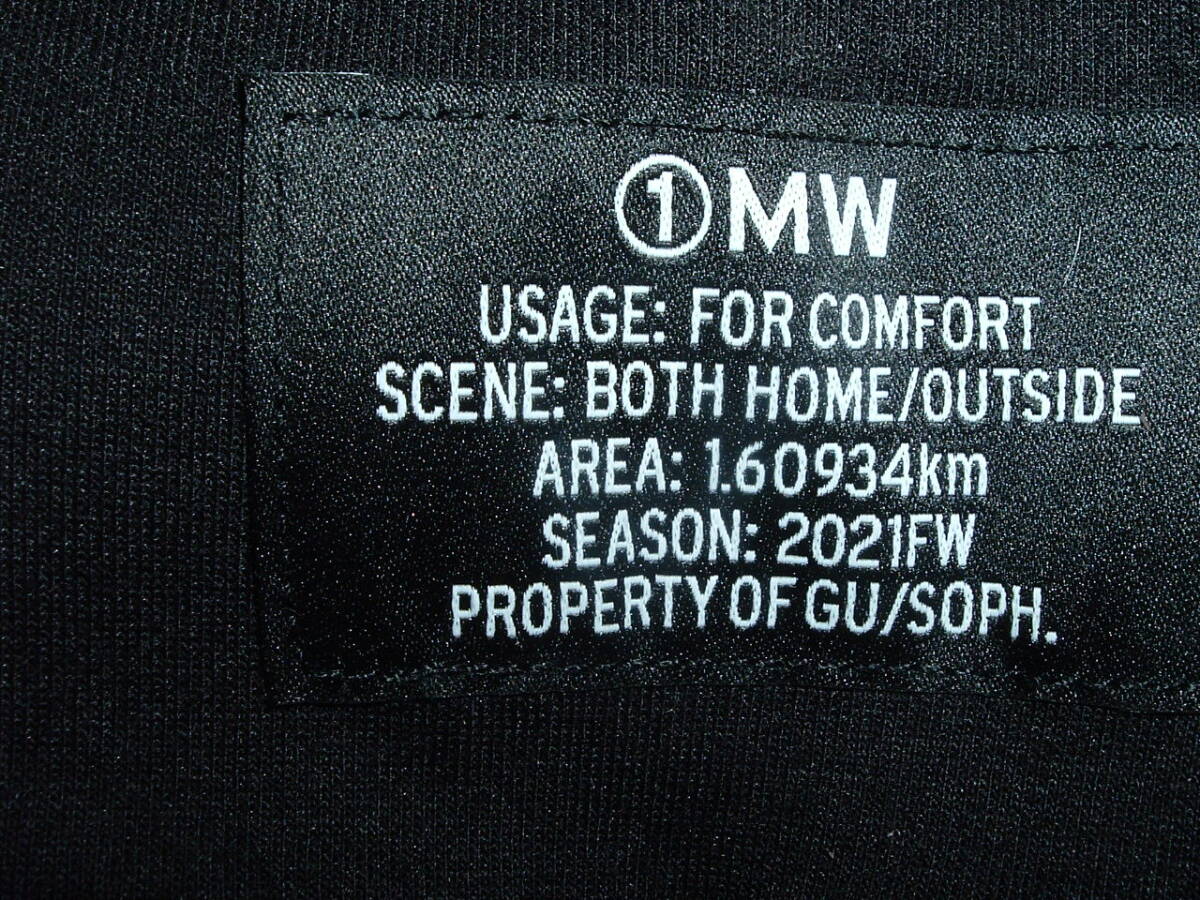 ①MW
USAGE: FOR COMFORT
SCENE: BOTH HOME/OUTSIDE
AREA: 1.60934km
SEASON: 2021FW
PROPERTY OF GU/SOPH.